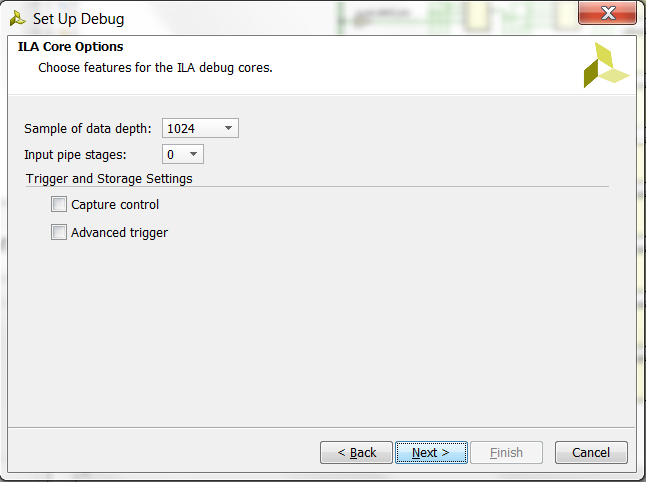 Set Up Debug
ILA Core Options
Choose features for the ILA debug cores.
Sample of data depth: 1024
Input pipe stages: 0
Trigger and Storage Settings
Capture control
Advanced trigger
< Back Next > Finish Cancel